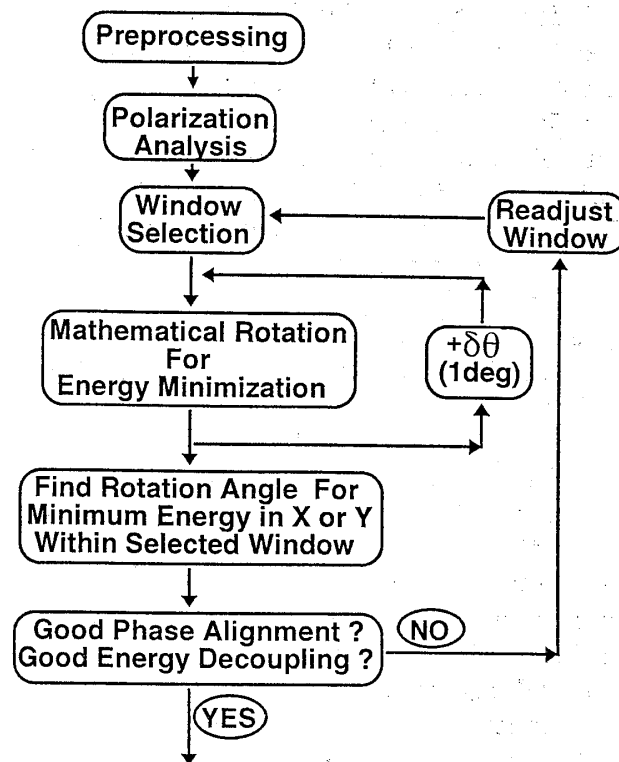 Preprocessing
Polarization
Analysis
Window
Selection
Readjust
Window
Mathematical Rotation
For
Energy Minimization
+δθ
(1deg)
Find Rotation Angle For
Minimum Energy in X or Y
Within Selected Window
Good Phase Alignment ?
Good Energy Decoupling ?
NO
YES